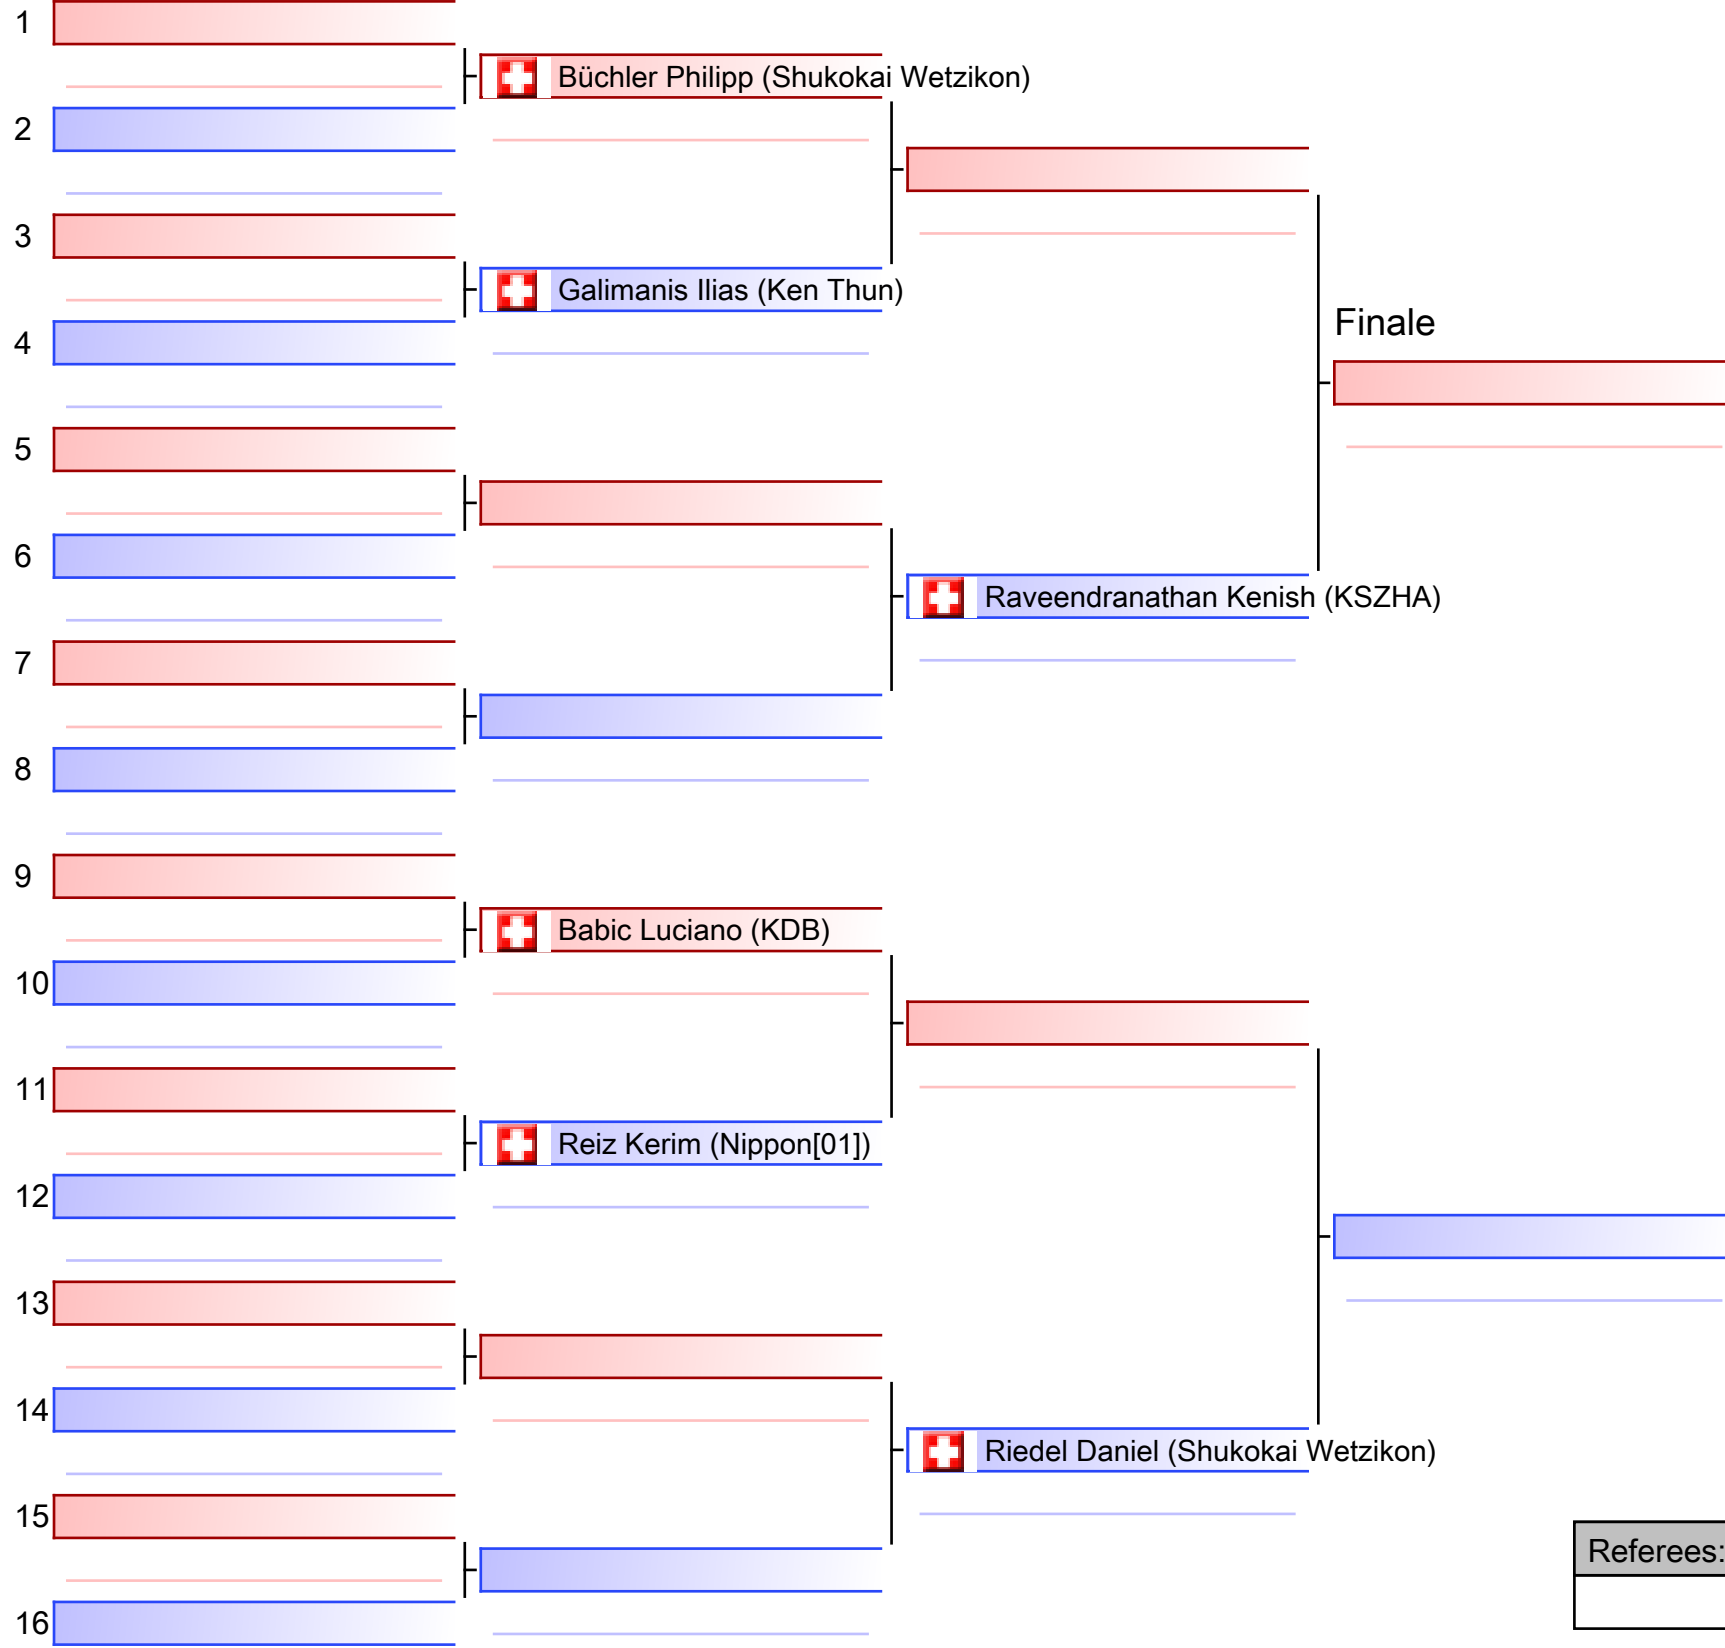 1
Büchler Philipp (Shukokai Wetzikon)
2
3
Galimanis Ilias (Ken Thun)
4
Finale
5
6
Raveendranathan Kenish (KSZHA)
7
8
9
Babic Luciano (KDB)
10
11
Reiz Kerim (Nippon[01])
12
13
14
Riedel Daniel (Shukokai Wetzikon)
15
Referees:
16